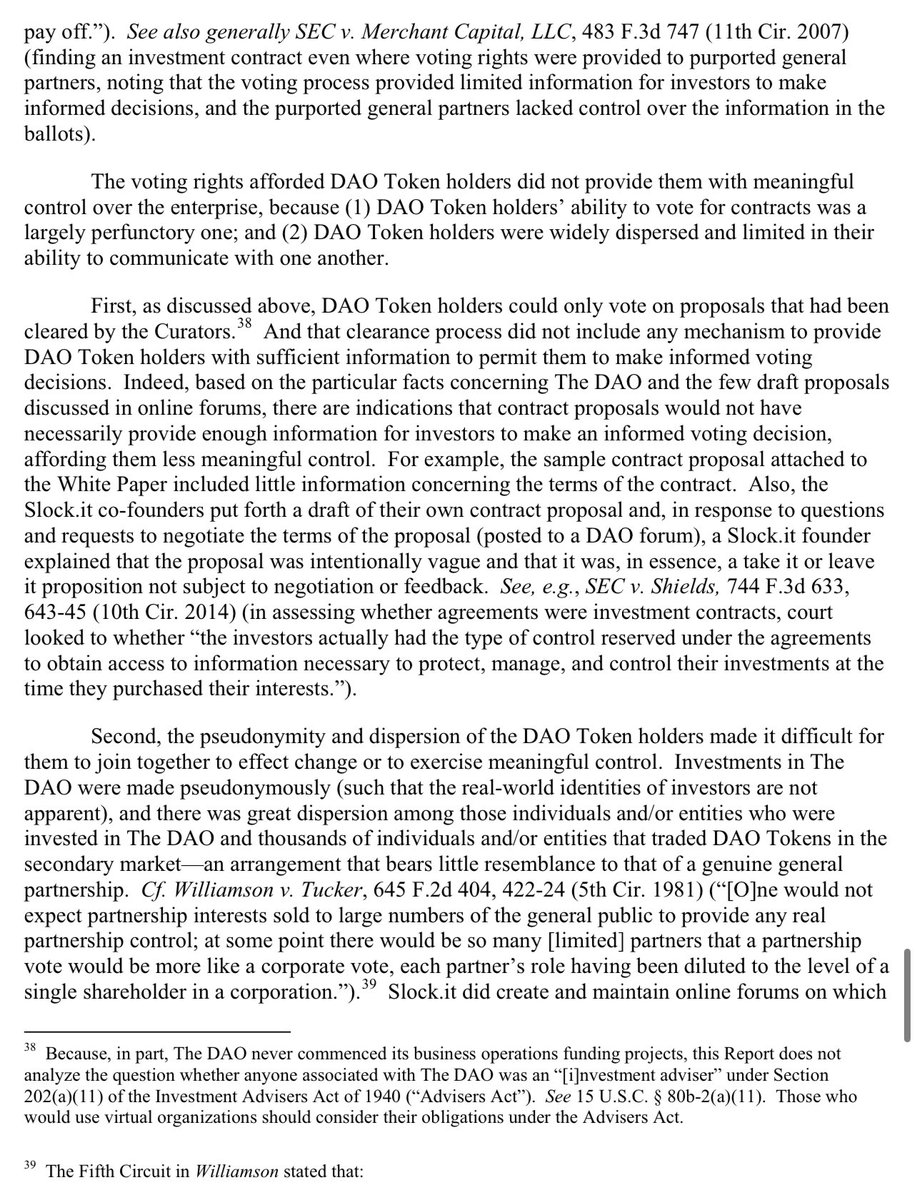 pay off.”).  See also generally SEC v. Merchant Capital, LLC, 483 F.3d 747 (11th Cir. 2007)
(finding an investment contract even where voting rights were provided to purported general
partners, noting that the voting process provided limited information for investors to make
informed decisions, and the purported general partners lacked control over the information in the
ballots).
The voting rights afforded DAO Token holders did not provide them with meaningful
control over the enterprise, because (1) DAO Token holders’ ability to vote for contracts was a
largely perfunctory one; and (2) DAO Token holders were widely dispersed and limited in their
ability to communicate with one another.
First, as discussed above, DAO Token holders could only vote on proposals that had been
cleared by the Curators.38  And that clearance process did not include any mechanism to provide
DAO Token holders with sufficient information to permit them to make informed voting
decisions.  Indeed, based on the particular facts concerning The DAO and the few draft proposals
discussed in online forums, there are indications that contract proposals would not have
necessarily provide enough information for investors to make an informed voting decision,
affording them less meaningful control.  For example, the sample contract proposal attached to
the White Paper included little information concerning the terms of the contract.  Also, the
Slock.it co-founders put forth a draft of their own contract proposal and, in response to questions
and requests to negotiate the terms of the proposal (posted to a DAO forum), a Slock.it founder
explained that the proposal was intentionally vague and that it was, in essence, a take it or leave
it proposition not subject to negotiation or feedback.  See, e.g., SEC v. Shields, 744 F.3d 633,
643-45 (10th Cir. 2014) (in assessing whether agreements were investment contracts, court
looked to whether “the investors actually had the type of control reserved under the agreements
to obtain access to information necessary to protect, manage, and control their investments at the
time they purchased their interests.”).
Second, the pseudonymity and dispersion of the DAO Token holders made it difficult for
them to join together to effect change or to exercise meaningful control.  Investments in The
DAO were made pseudonymously (such that the real-world identities of investors are not
apparent), and there was great dispersion among those individuals and/or entities who were
invested in The DAO and thousands of individuals and/or entities that traded DAO Tokens in the
secondary market—an arrangement that bears little resemblance to that of a genuine general
partnership.  Cf. Williamson v. Tucker, 645 F.2d 404, 422-24 (5th Cir. 1981) (“[O]ne would not
expect partnership interests sold to large numbers of the general public to provide any real
partnership control; at some point there would be so many [limited] partners that a partnership
vote would be more like a corporate vote, each partner’s role having been diluted to the level of a
single shareholder in a corporation.”).39  Slock.it did create and maintain online forums on which
38  Because, in part, The DAO never commenced its business operations funding projects, this Report does not
analyze the question whether anyone associated with The DAO was an “[i]nvestment adviser” under Section
202(a)(11) of the Investment Advisers Act of 1940 (“Advisers Act”).  See 15 U.S.C. § 80b-2(a)(11).  Those who
would use virtual organizations should consider their obligations under the Advisers Act.
39  The Fifth Circuit in Williamson stated that: